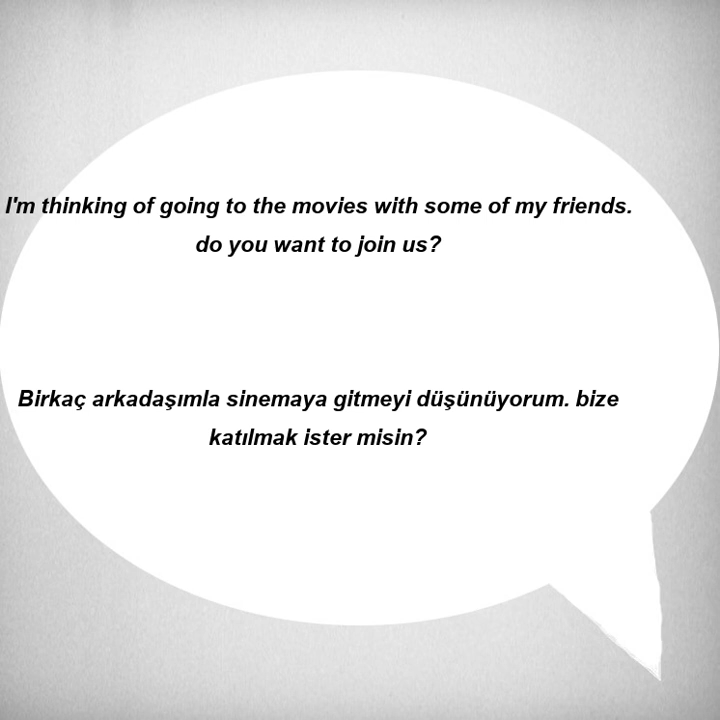 I'm thinking of going to the movies with some of my friends.
do you want to join us?
Birkaç arkadaşımla sinemaya gitmeyi düşünüyorum. bize
katılmak ister misin?